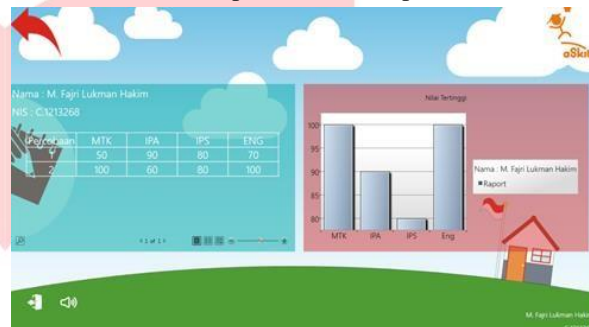 aSkil
Nama : M. Fajri Lukman Hakim
NIS : C.1213268
Percobaan MTK IPA IPS ENG
1 50 90 80 70
2 100 60 80 100
Nilai Tertinggi
100
95
90
85
80
MTK IPA IPS Eng
Nama : M. Fajri Lukman Hakim
Raport
M. Fajri Lukman Haki